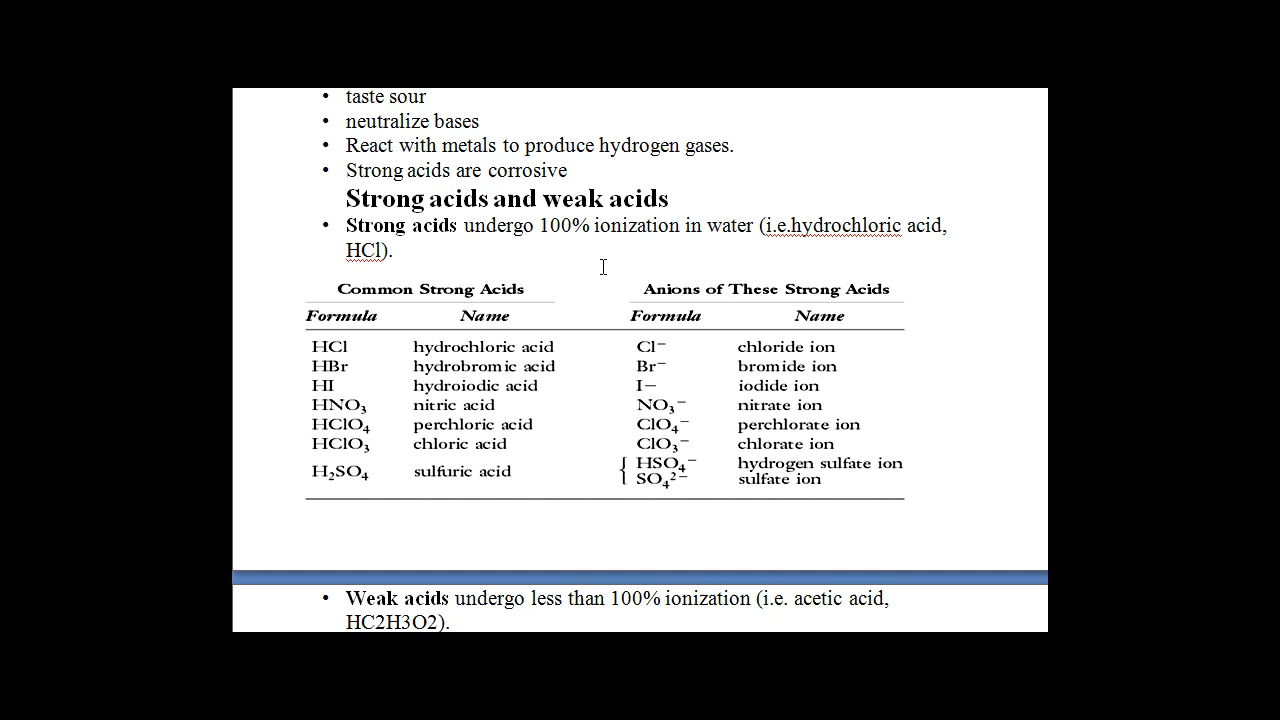 • taste sour
• neutralize bases
• React with metals to produce hydrogen gases.
• Strong acids are corrosive
Strong acids and weak acids
• Strong acids undergo 100% ionization in water (i.e.hydrochloric acid,
HCl).
Common Strong Acids Anions of These Strong Acids
Formula Name Formula Name
HCl hydrochloric acid Cl⁻ chloride ion
HBr hydrobromic acid Br⁻ bromide ion
HI hydroiodic acid I− iodide ion
HNO₃ nitric acid NO₃⁻ nitrate ion
HClO₄ perchloric acid ClO₄⁻ perchlorate ion
HClO₃ chloric acid ClO₃⁻ chlorate ion
H₂SO₄ sulfuric acid { HSO₄⁻ hydrogen sulfate ion
SO₄²⁻ sulfate ion
• Weak acids undergo less than 100% ionization (i.e. acetic acid,
HC2H3O2).